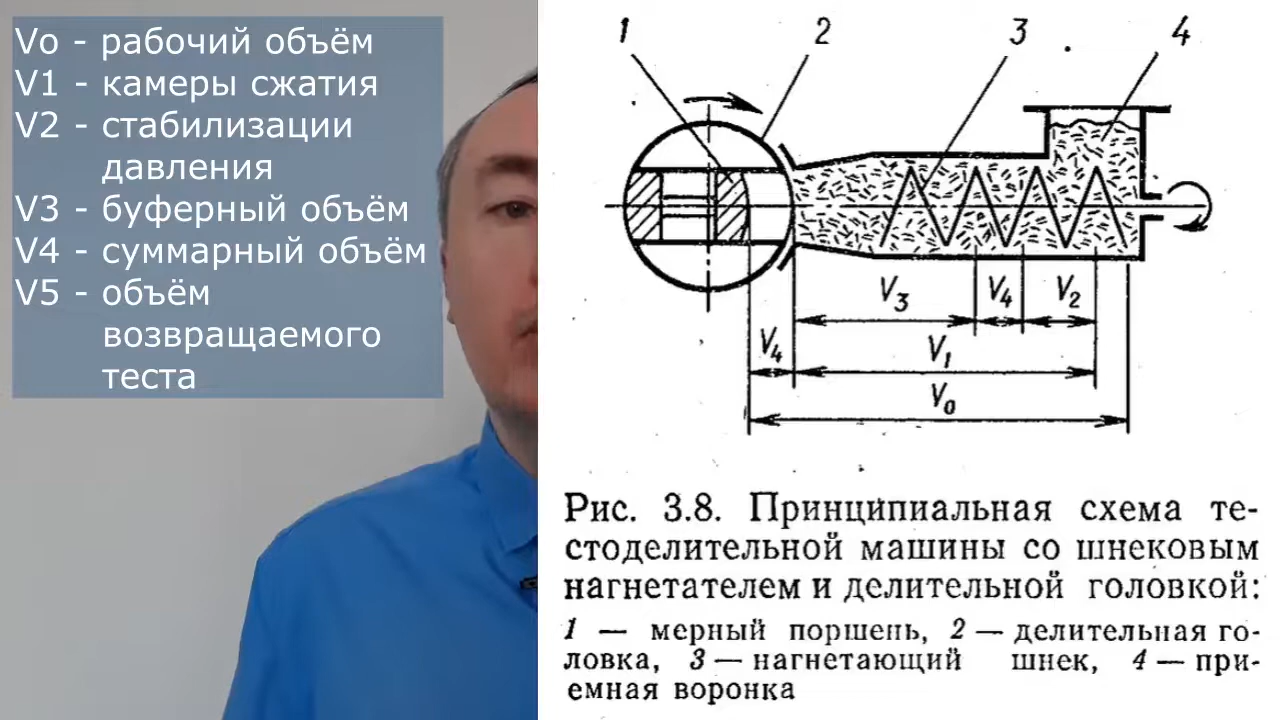 Vo - рабочий объём
V1 - камеры сжатия
V2 - стабилизации
давления
V3 - буферный объём
V4 - суммарный объём
V5 - объём
возвращаемого
теста
1 2 3 4
V₃ V₄ V₂
V₄ V₁
V₀
Рис. 3.8. Принципиальная схема те-
стоделительной машины со шнековым
нагнетателем и делительной головкой:
1 — мерный поршень, 2 — делительная го-
ловка, 3 — нагнетающий шнек, 4 — при-
емная воронка